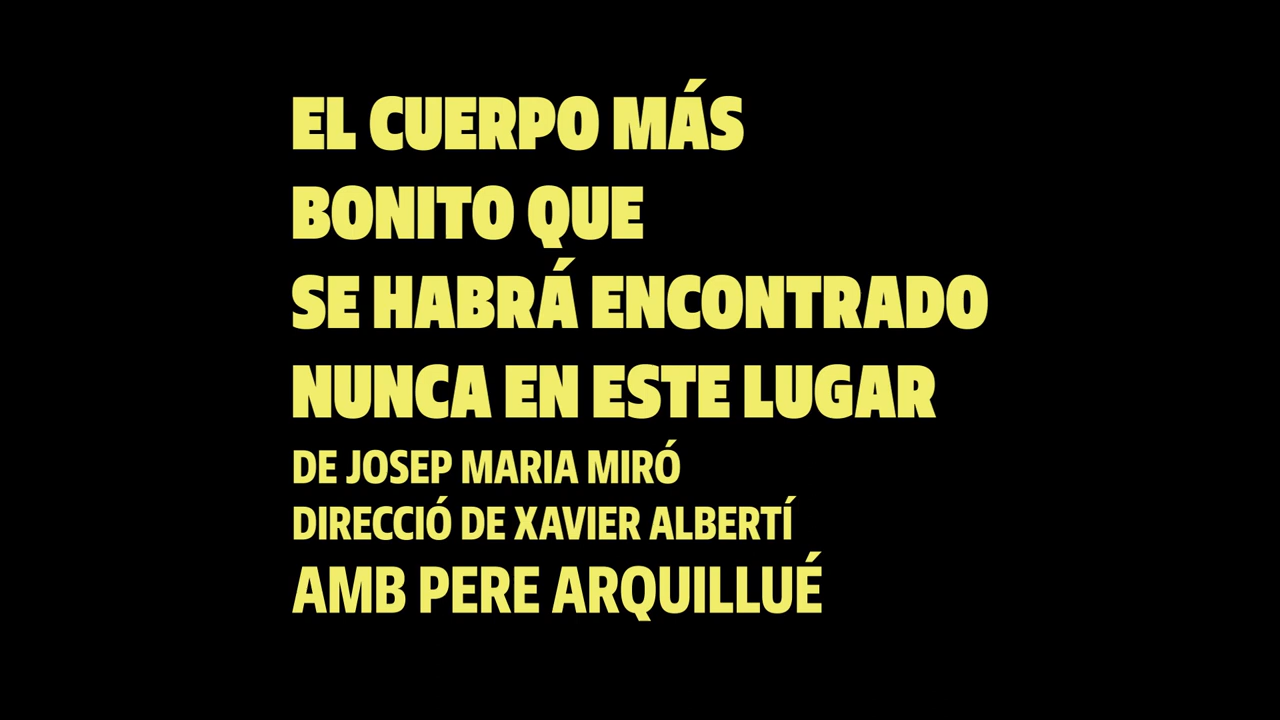 EL CUERPO MÁS
BONITO QUE
SE HABRÁ ENCONTRADO
NUNCA EN ESTE LUGAR
DE JOSEP MARIA MIRÓ
DIRECCIÓ DE XAVIER ALBERTÍ
AMB PERE ARQUILLUÉ